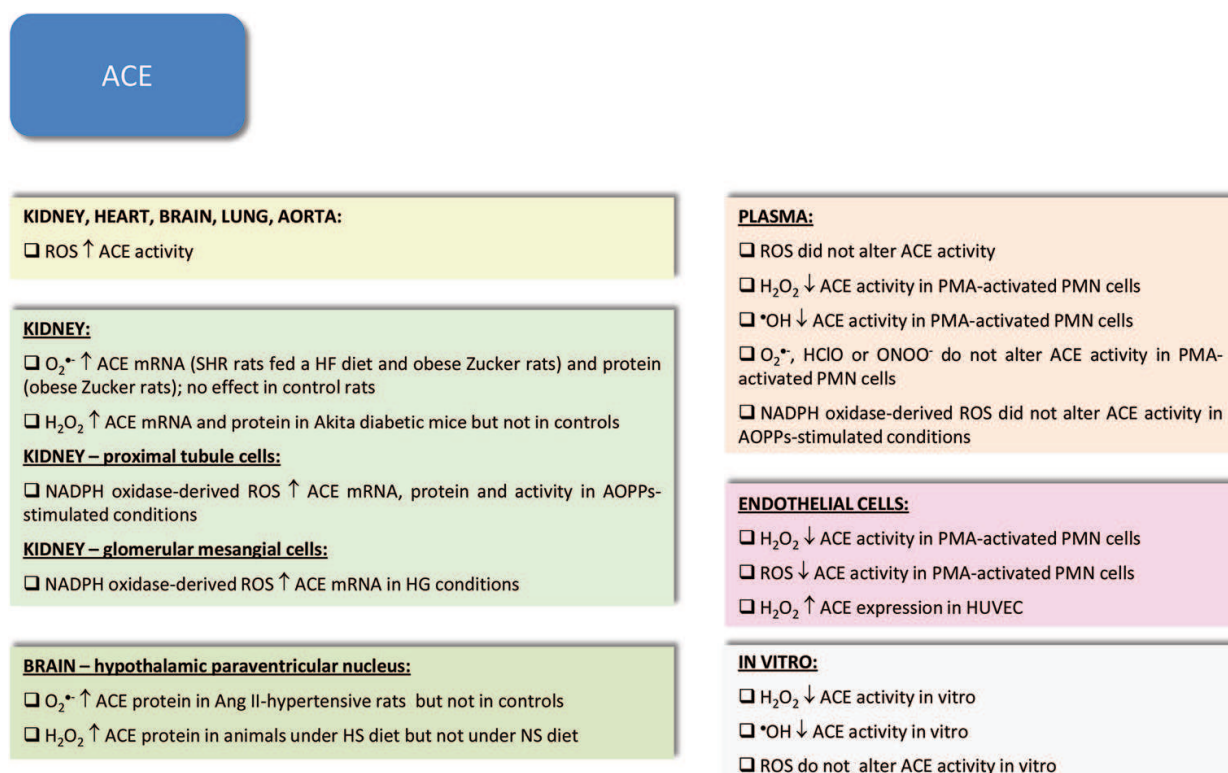 ACE
KIDNEY, HEART, BRAIN, LUNG, AORTA:
❑ ROS ↑ ACE activity
KIDNEY:
❑ O₂•- ↑ ACE mRNA (SHR rats fed a HF diet and obese Zucker rats) and protein
(obese Zucker rats); no effect in control rats
❑ H₂O₂ ↑ ACE mRNA and protein in Akita diabetic mice but not in controls
KIDNEY – proximal tubule cells:
❑ NADPH oxidase-derived ROS ↑ ACE mRNA, protein and activity in AOPPs-
stimulated conditions
KIDNEY – glomerular mesangial cells:
❑ NADPH oxidase-derived ROS ↑ ACE mRNA in HG conditions
BRAIN – hypothalamic paraventricular nucleus:
❑ O₂•- ↑ ACE protein in Ang II-hypertensive rats but not in controls
❑ H₂O₂ ↑ ACE protein in animals under HS diet but not under NS diet
PLASMA:
❑ ROS did not alter ACE activity
❑ H₂O₂ ↓ ACE activity in PMA-activated PMN cells
❑ •OH ↓ ACE activity in PMA-activated PMN cells
❑ O₂•-, HClO or ONOO⁻ do not alter ACE activity in PMA-
activated PMN cells
❑ NADPH oxidase-derived ROS did not alter ACE activity in
AOPPs-stimulated conditions
ENDOTHELIAL CELLS:
❑ H₂O₂ ↓ ACE activity in PMA-activated PMN cells
❑ ROS ↓ ACE activity in PMA-activated PMN cells
❑ H₂O₂ ↑ ACE expression in HUVEC
IN VITRO:
❑ H₂O₂ ↓ ACE activity in vitro
❑ •OH ↓ ACE activity in vitro
❑ ROS do not alter ACE activity in vitro